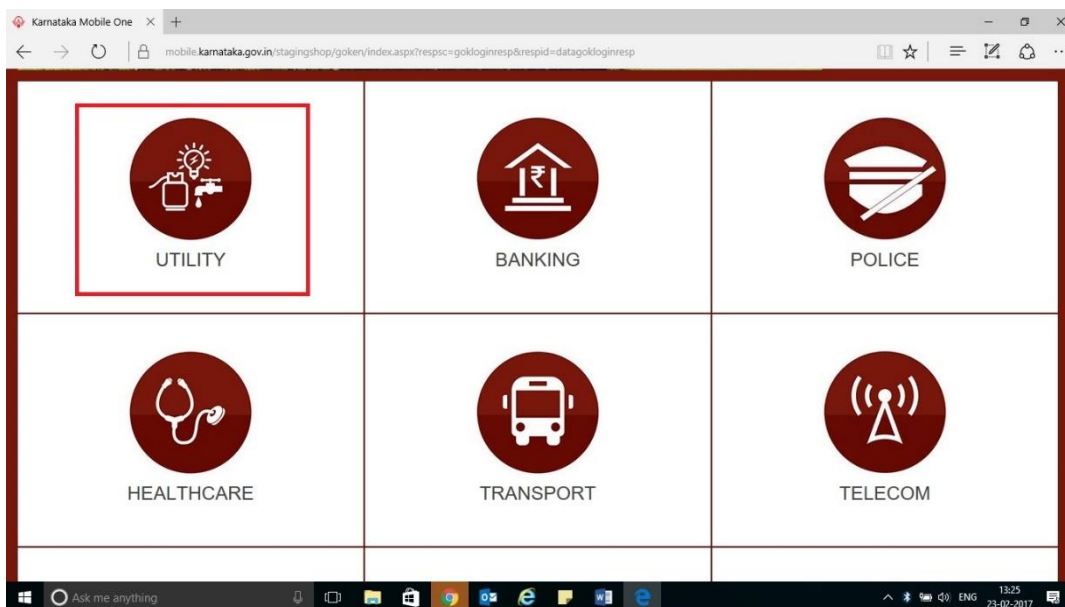 Karnataka Mobile One
mobile.karnataka.gov.in/stagingshop/goken/index.aspx?respsc=gokloginresp&respid=datagokloginresp
UTILITY
BANKING
POLICE
HEALTHCARE
TRANSPORT
TELECOM
Ask me anything
ENG
13:25
23-02-2017